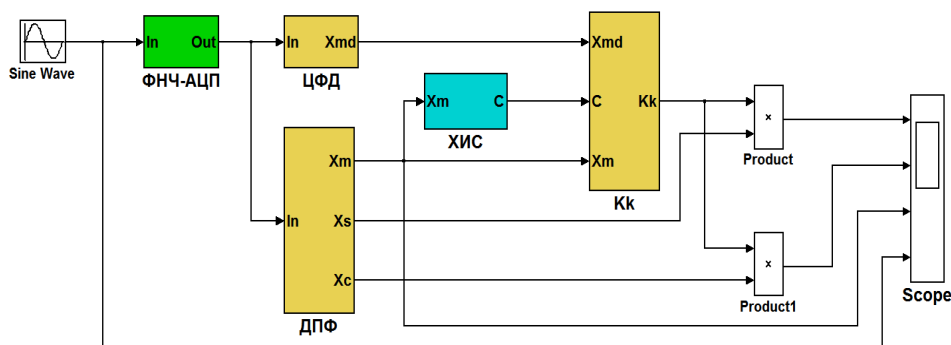 Sine Wave
In
Out
ФНЧ-АЦП
In
Xmd
ЦФД
Xm
C
ХИС
Xmd
C
Xm
Kk
Kk
In
Xm
Xs
Xc
ДПФ
×
Product
×
Product1
Scope